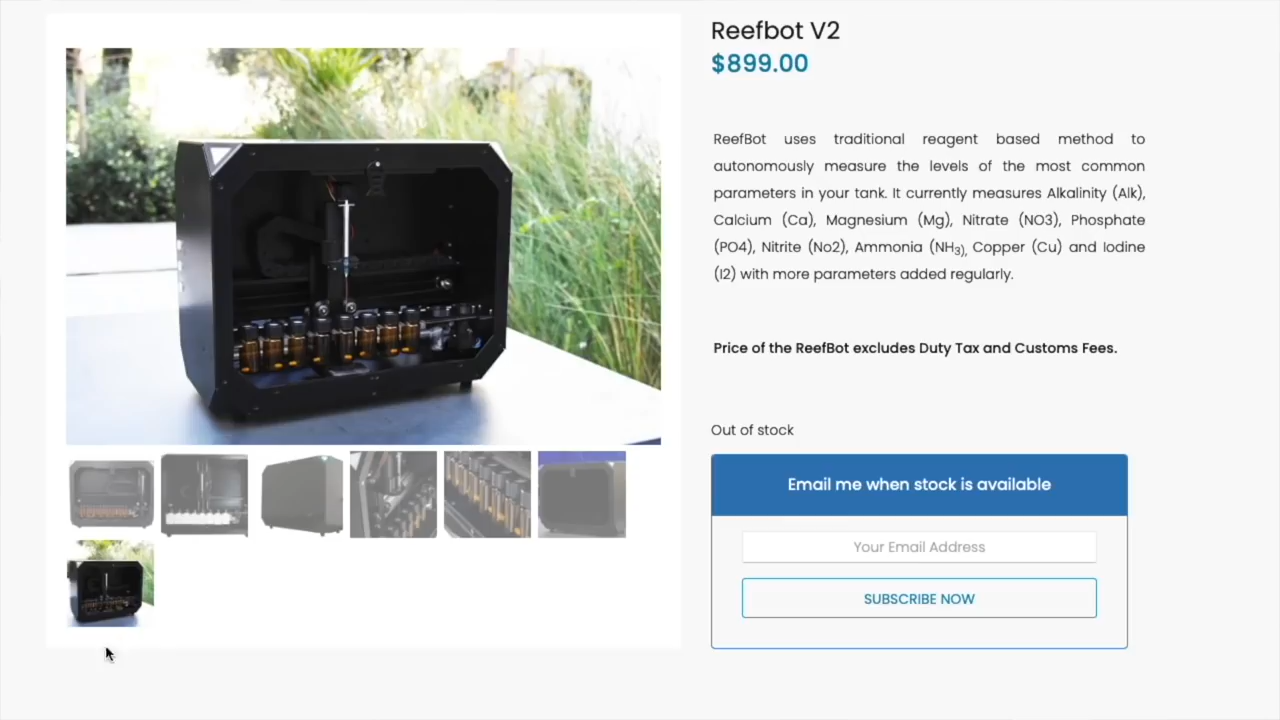 Reefbot V2
$899.00
ReefBot uses traditional reagent based method to
autonomously measure the levels of the most common
parameters in your tank. It currently measures Alkalinity (Alk),
Calcium (Ca), Magnesium (Mg), Nitrate (NO3), Phosphate
(PO4), Nitrite (No2), Ammonia (NH3), Copper (Cu) and Iodine
(I2) with more parameters added regularly.
Price of the ReefBot excludes Duty Tax and Customs Fees.
Out of stock
Email me when stock is available
Your Email Address
SUBSCRIBE NOW